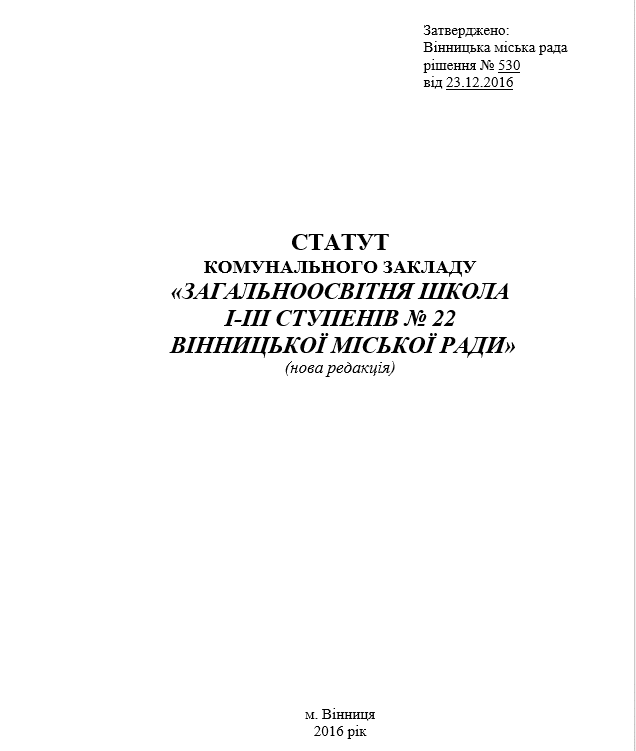 Затверджено:
Вінницька міська рада
рішення № 530
від 23.12.2016
СТАТУТ
КОМУНАЛЬНОГО ЗАКЛАДУ
«ЗАГАЛЬНООСВІТНЯ ШКОЛА
І-ІІІ СТУПЕНІВ № 22
ВІННИЦЬКОЇ МІСЬКОЇ РАДИ»
(нова редакція)
м. Вінниця
2016 рік